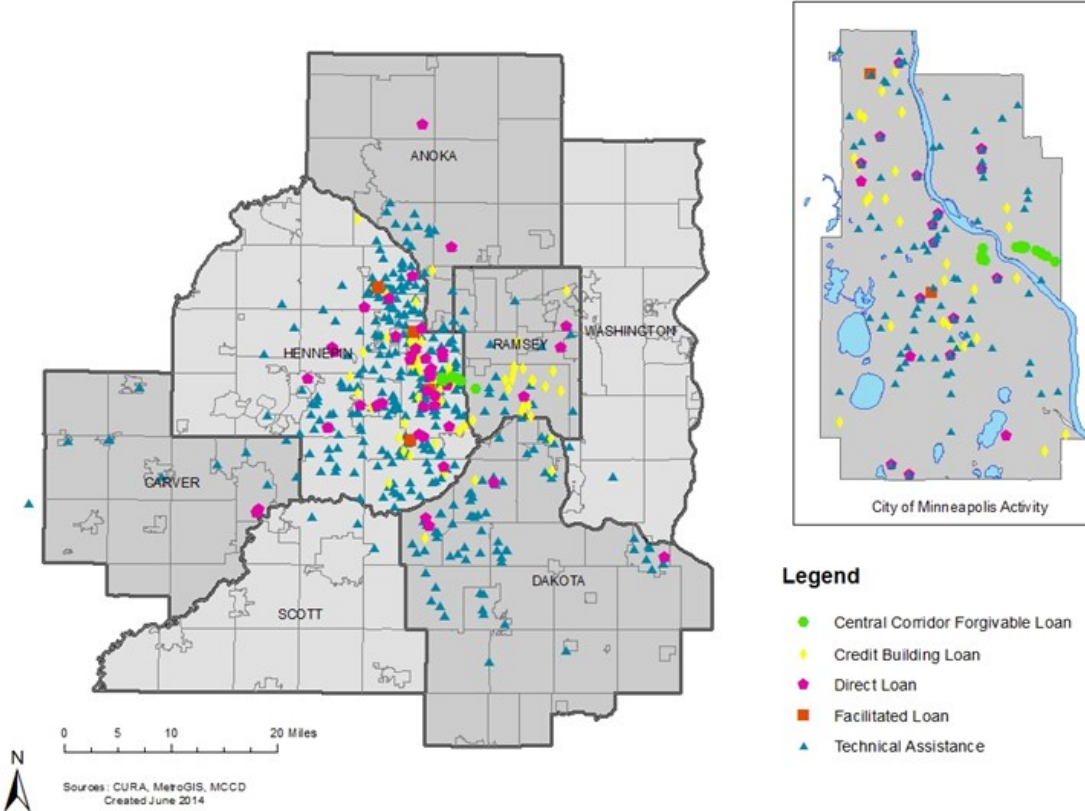 ANOKA
WASHINGTON
RAMSEY
HENNEPIN
CARVER
DAKOTA
SCOTT
City of Minneapolis Activity
Legend
Central Corridor Forgivable Loan
Credit Building Loan
Direct Loan
Facilitated Loan
Technical Assistance
0 5 10 20 Miles
N
Sources: CURA, MetroGIS, MCCD
Created June 2014